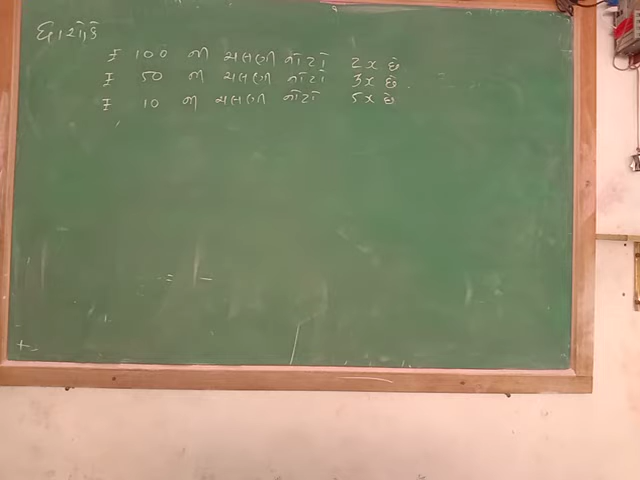 ધારો કે
₹ 100 ની ચલણી નોટો 2x છે
₹ 50 ની ચલણી નોટો 3x છે.
₹ 10 ની ચલણી નોટો 5x છે